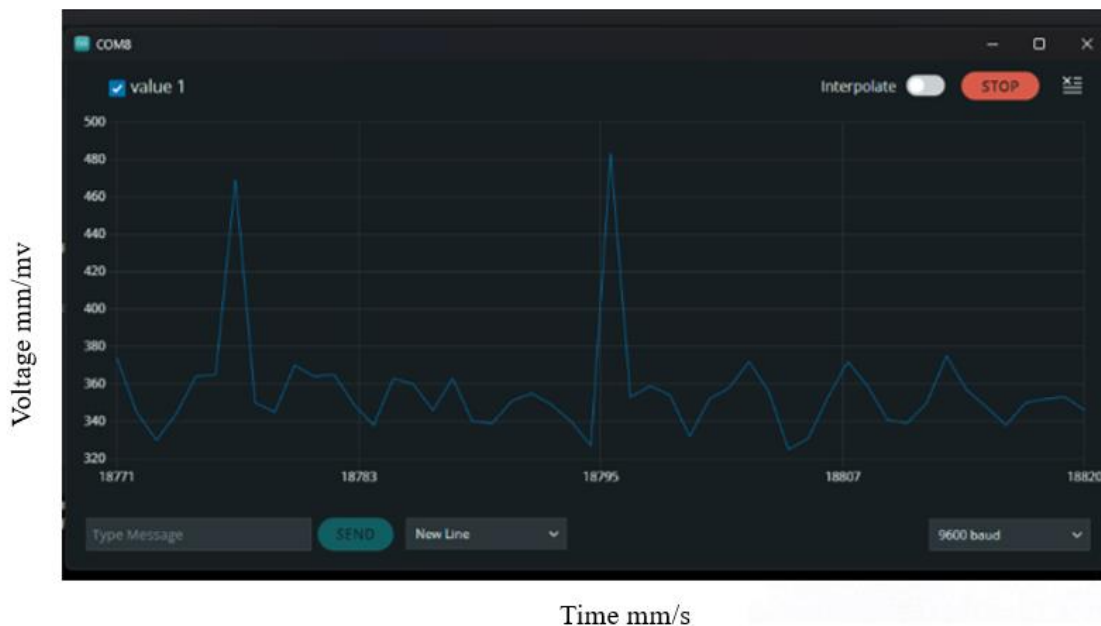 COM8
value 1
Interpolate
STOP
500
480
460
440
420
400
380
360
340
320
18771
18783
18795
18807
18820
Voltage mm/mv
Type Message
SEND
New Line
9600 baud
Time mm/s